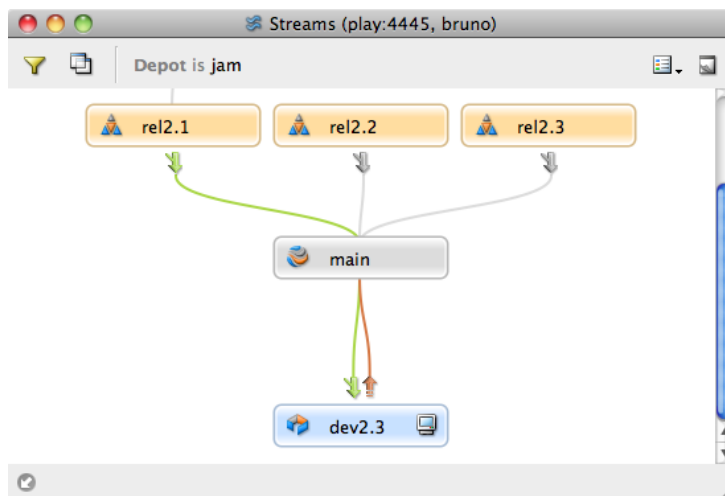 Streams (play:4445, bruno)
Depot is jam
rel2.1 rel2.2 rel2.3
main
dev2.3